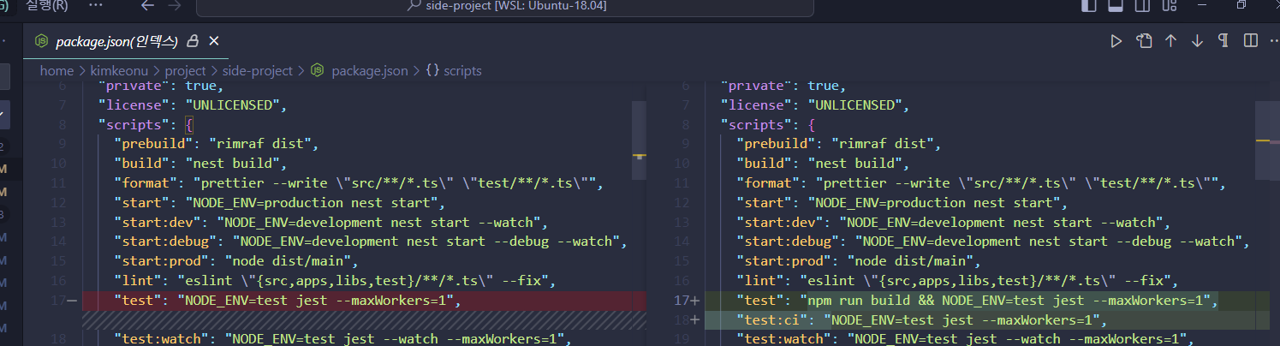 실행(R) ··· side-project [WSL: Ubuntu-18.04]
package.json(인덱스)
home > kimkeonu > project > side-project > package.json > {} scripts
6 "private": true,
7 "license": "UNLICENSED",
8 "scripts": {
9 "prebuild": "rimraf dist",
10 "build": "nest build",
11 "format": "prettier --write \"src/**/*.ts\" \"test/**/*.ts\"",
12 "start": "NODE_ENV=production nest start",
13 "start:dev": "NODE_ENV=development nest start --watch",
14 "start:debug": "NODE_ENV=development nest start --debug --watch",
15 "start:prod": "node dist/main",
16 "lint": "eslint \"{src,apps,libs,test}/**/*.ts\" --fix",
17− "test": "NODE_ENV=test jest --maxWorkers=1",
18 "test:watch": "NODE_ENV=test jest --watch --maxWorkers=1",
6 "private": true,
7 "license": "UNLICENSED",
8 "scripts": {
9 "prebuild": "rimraf dist",
10 "build": "nest build",
11 "format": "prettier --write \"src/**/*.ts\" \"test/**/*.ts\"",
12 "start": "NODE_ENV=production nest start",
13 "start:dev": "NODE_ENV=development nest start --watch",
14 "start:debug": "NODE_ENV=development nest start --debug --watch",
15 "start:prod": "node dist/main",
16 "lint": "eslint \"{src,apps,libs,test}/**/*.ts\" --fix",
17+ "test": "npm run build && NODE_ENV=test jest --maxWorkers=1",
18+ "test:ci": "NODE_ENV=test jest --maxWorkers=1",
19 "test:watch": "NODE_ENV=test jest --watch --maxWorkers=1",